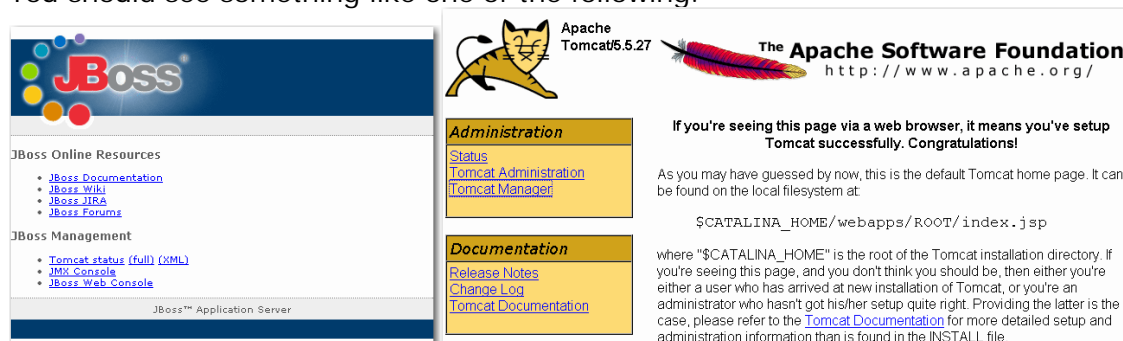 You should see something like one of the following:
JBoss
JBoss Online Resources
JBoss Documentation
JBoss Wiki
JBoss JIRA
JBoss Forums
JBoss Management
Tomcat status (full) (XML)
JMX Console
JBoss Web Console
JBoss™ Application Server
Apache
Tomcat/5.5.27
The Apache Software Foundation
http://www.apache.org/
Administration
Status
Tomcat Administration
Tomcat Manager
Documentation
Release Notes
Change Log
Tomcat Documentation
If you're seeing this page via a web browser, it means you've setup
Tomcat successfully. Congratulations!
As you may have guessed by now, this is the default Tomcat home page. It can
be found on the local filesystem at:
$CATALINA_HOME/webapps/ROOT/index.jsp
where "$CATALINA_HOME" is the root of the Tomcat installation directory. If
you're seeing this page, and you don't think you should be, then either you're
either a user who has arrived at new installation of Tomcat, or you're an
administrator who hasn't got his/her setup quite right. Providing the latter is the
case, please refer to the Tomcat Documentation for more detailed setup and
administration information than is found in the INSTALL file